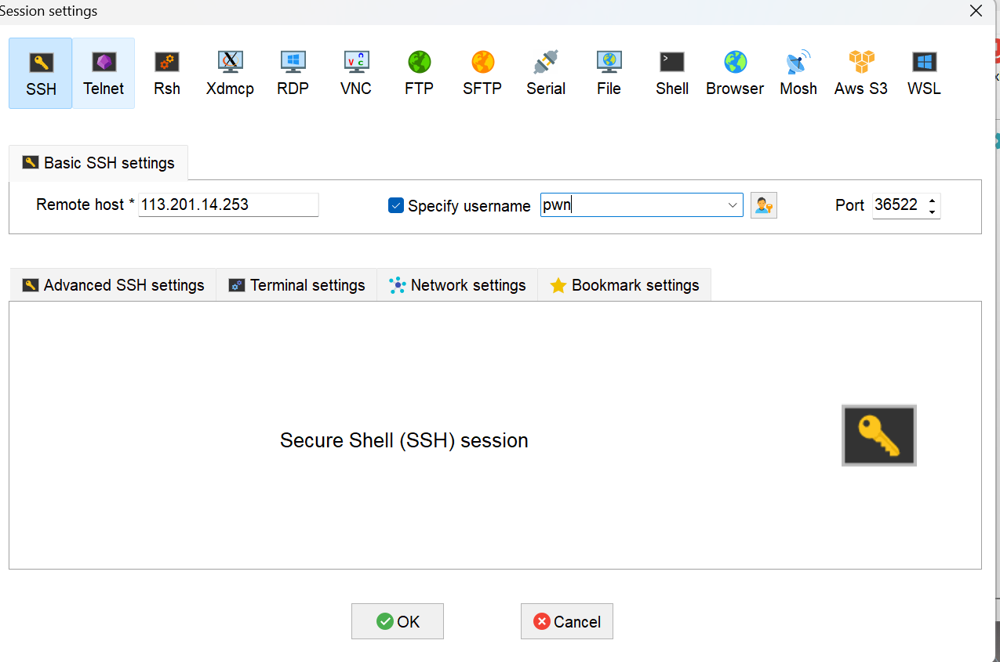 Session settings
SSH Telnet Rsh Xdmcp RDP VNC FTP SFTP Serial File Shell Browser Mosh Aws S3 WSL
Basic SSH settings
Remote host * 113.201.14.253 Specify username pwn Port 36522
Advanced SSH settings Terminal settings Network settings Bookmark settings
Secure Shell (SSH) session
OK Cancel